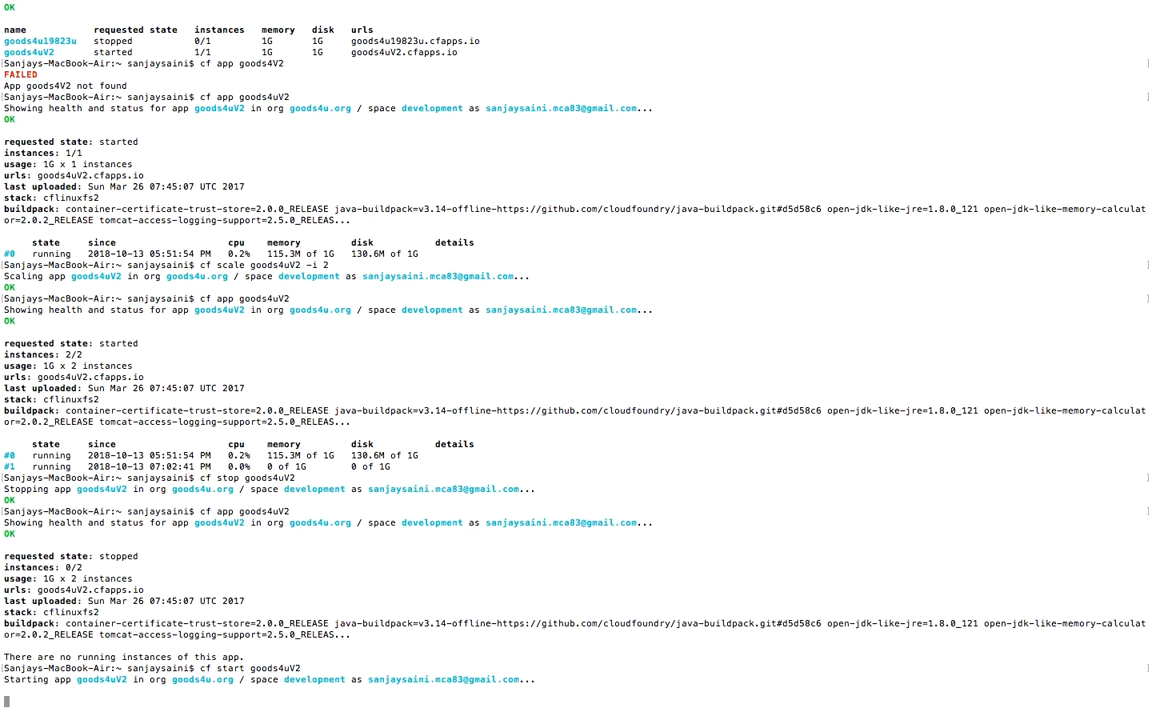 OK
name requested state instances memory disk urls
goods4u19823u stopped 0/1 1G 1G goods4u19823u.cfapps.io
goods4uV2 started 1/1 1G 1G goods4uV2.cfapps.io
[Sanjays-MacBook-Air:~ sanjaysaini$ cf app goods4V2 ]
FAILED
App goods4V2 not found
[Sanjays-MacBook-Air:~ sanjaysaini$ cf app goods4uV2 ]
Showing health and status for app goods4uV2 in org goods4u.org / space development as sanjaysaini.mca83@gmail.com...
OK
requested state: started
instances: 1/1
usage: 1G x 1 instances
urls: goods4uV2.cfapps.io
last uploaded: Sun Mar 26 07:45:07 UTC 2017
stack: cflinuxfs2
buildpack: container-certificate-trust-store=2.0.0_RELEASE java-buildpack=v3.14-offline-https://github.com/cloudfoundry/java-buildpack.git#d5d58c6 open-jdk-like-jre=1.8.0_121 open-jdk-like-memory-calculat
or=2.0.2_RELEASE tomcat-access-logging-support=2.5.0_RELEAS...
state since cpu memory disk details
#0 running 2018-10-13 05:51:54 PM 0.2% 115.3M of 1G 130.6M of 1G
[Sanjays-MacBook-Air:~ sanjaysaini$ cf scale goods4uV2 -i 2 ]
Scaling app goods4uV2 in org goods4u.org / space development as sanjaysaini.mca83@gmail.com...
OK
[Sanjays-MacBook-Air:~ sanjaysaini$ cf app goods4uV2 ]
Showing health and status for app goods4uV2 in org goods4u.org / space development as sanjaysaini.mca83@gmail.com...
OK
requested state: started
instances: 2/2
usage: 1G x 2 instances
urls: goods4uV2.cfapps.io
last uploaded: Sun Mar 26 07:45:07 UTC 2017
stack: cflinuxfs2
buildpack: container-certificate-trust-store=2.0.0_RELEASE java-buildpack=v3.14-offline-https://github.com/cloudfoundry/java-buildpack.git#d5d58c6 open-jdk-like-jre=1.8.0_121 open-jdk-like-memory-calculat
or=2.0.2_RELEASE tomcat-access-logging-support=2.5.0_RELEAS...
state since cpu memory disk details
#0 running 2018-10-13 05:51:54 PM 0.2% 115.3M of 1G 130.6M of 1G
#1 running 2018-10-13 07:02:41 PM 0.0% 0 of 1G 0 of 1G
[Sanjays-MacBook-Air:~ sanjaysaini$ cf stop goods4uV2 ]
Stopping app goods4uV2 in org goods4u.org / space development as sanjaysaini.mca83@gmail.com...
OK
[Sanjays-MacBook-Air:~ sanjaysaini$ cf app goods4uV2 ]
Showing health and status for app goods4uV2 in org goods4u.org / space development as sanjaysaini.mca83@gmail.com...
OK
requested state: stopped
instances: 0/2
usage: 1G x 2 instances
urls: goods4uV2.cfapps.io
last uploaded: Sun Mar 26 07:45:07 UTC 2017
stack: cflinuxfs2
buildpack: container-certificate-trust-store=2.0.0_RELEASE java-buildpack=v3.14-offline-https://github.com/cloudfoundry/java-buildpack.git#d5d58c6 open-jdk-like-jre=1.8.0_121 open-jdk-like-memory-calculat
or=2.0.2_RELEASE tomcat-access-logging-support=2.5.0_RELEAS...
There are no running instances of this app.
[Sanjays-MacBook-Air:~ sanjaysaini$ cf start goods4uV2 ]
Starting app goods4uV2 in org goods4u.org / space development as sanjaysaini.mca83@gmail.com...